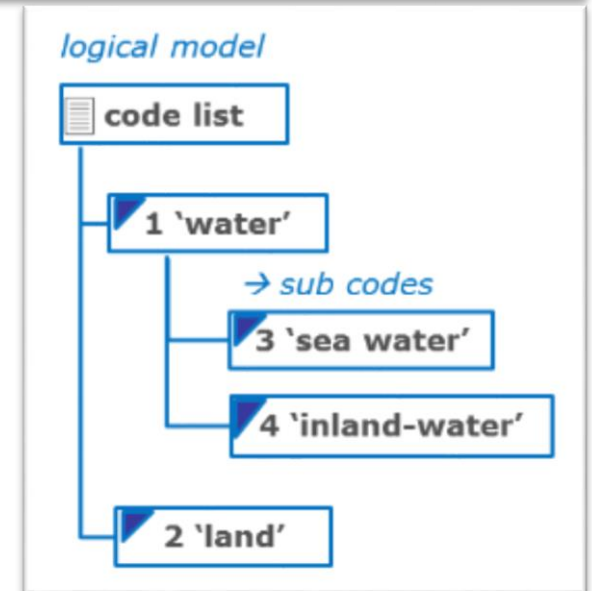 logical model
code list
1 ‘water’
→ sub codes
3 ‘sea water’
4 ‘inland-water’
2 ‘land’